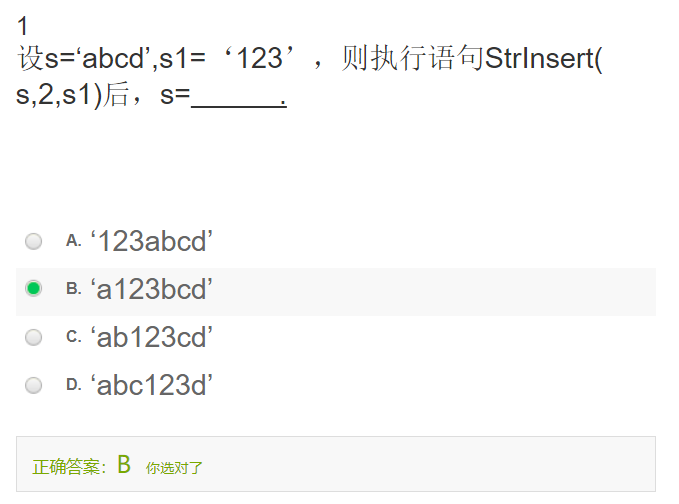 1
设s=‘abcd’,s1=‘123’，则执行语句StrInsert(
s,2,s1)后，s=______.
A. ‘123abcd’
B. ‘a123bcd’
C. ‘ab123cd’
D. ‘abc123d’
正确答案：B 你选对了